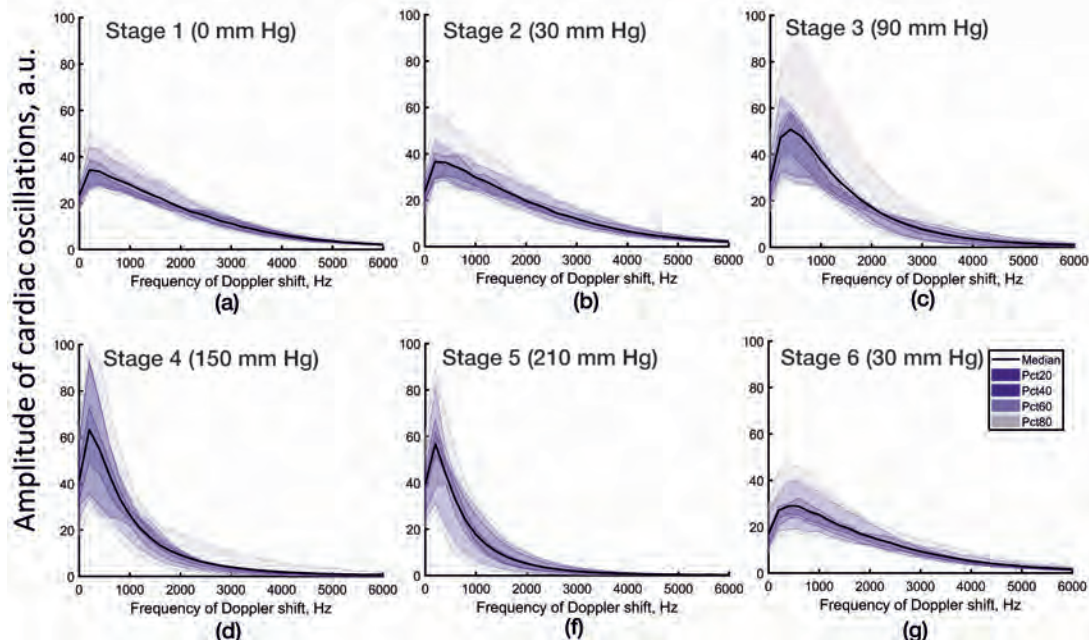 Amplitude of cardiac oscillations, a.u.
Stage 1 (0 mm Hg)
100
80
60
40
20
0
0 1000 2000 3000 4000 5000 6000
Frequency of Doppler shift, Hz
(a)
Stage 2 (30 mm Hg)
100
80
60
40
20
0
0 1000 2000 3000 4000 5000 6000
Frequency of Doppler shift, Hz
(b)
Stage 3 (90 mm Hg)
100
80
60
40
20
0
0 1000 2000 3000 4000 5000 6000
Frequency of Doppler shift, Hz
(c)
Stage 4 (150 mm Hg)
100
80
60
40
20
0
0 1000 2000 3000 4000 5000 6000
Frequency of Doppler shift, Hz
(d)
Stage 5 (210 mm Hg)
100
80
60
40
20
0
0 1000 2000 3000 4000 5000 6000
Frequency of Doppler shift, Hz
(f)
Stage 6 (30 mm Hg)
Median
Pct20
Pct40
Pct60
Pct80
100
80
60
40
20
0
0 1000 2000 3000 4000 5000 6000
Frequency of Doppler shift, Hz
(g)